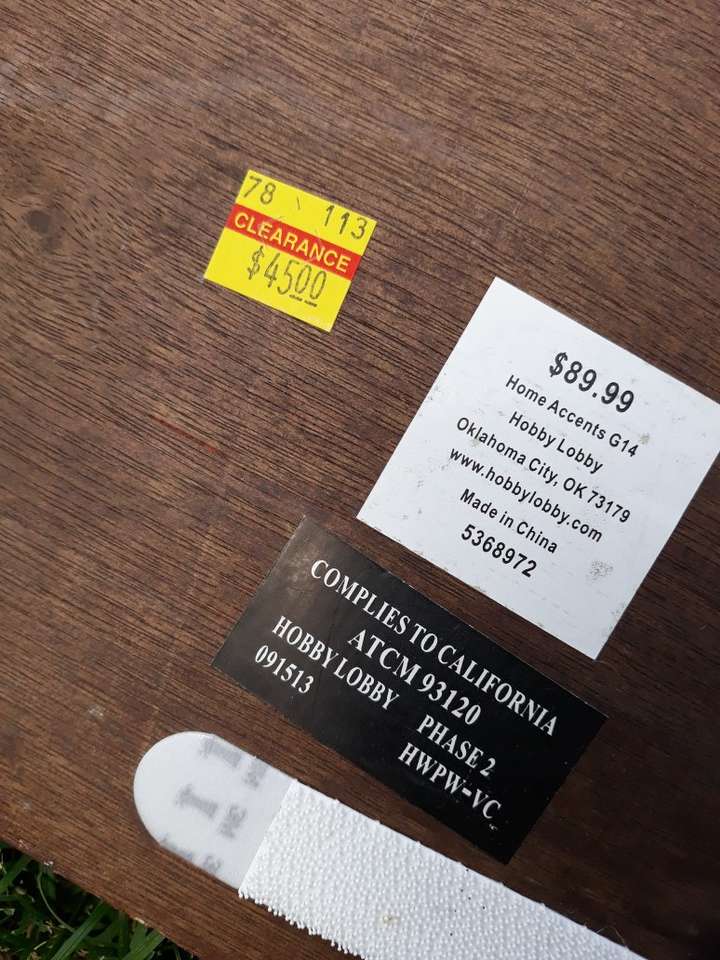 78 113
CLEARANCE
$4500
$89.99
Home Accents G14
Hobby Lobby
Oklahoma City, OK 73179
www.hobbylobby.com
Made in China
5368972
COMPLIES TO CALIFORNIA
ATCM 93120
HOBBY LOBBY PHASE 2
091513 HWPW-VC